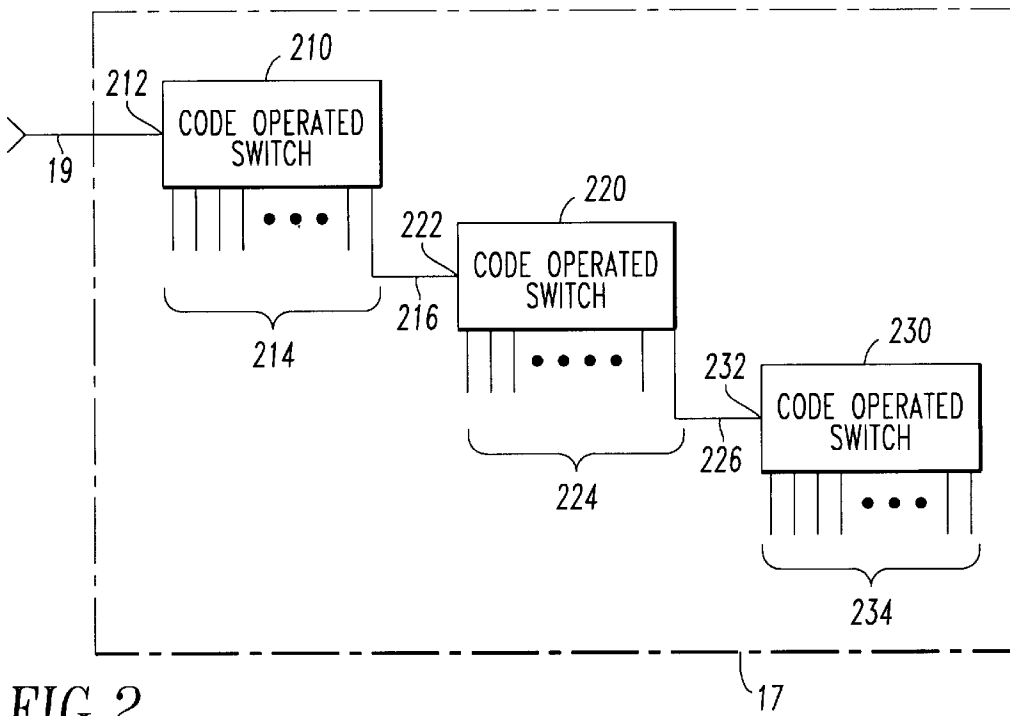 210
212
CODE OPERATED
SWITCH
19
220
222
CODE OPERATED
SWITCH
216
214
230
232
CODE OPERATED
SWITCH
226
224
234
17
FIG. 2